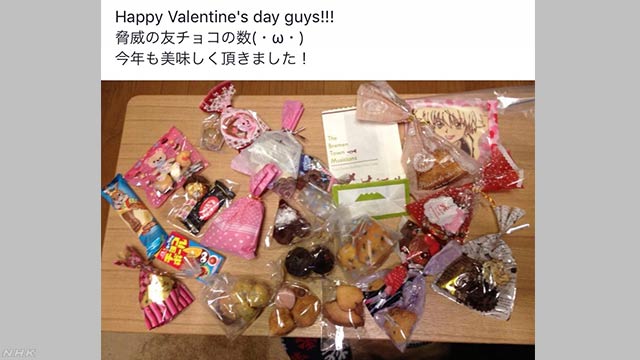 Happy Valentine's day guys!!!
脅威の友チョコの数(・ω・)
今年も美味しく頂きました！
The
Bremen
Town
Musicians
NHK